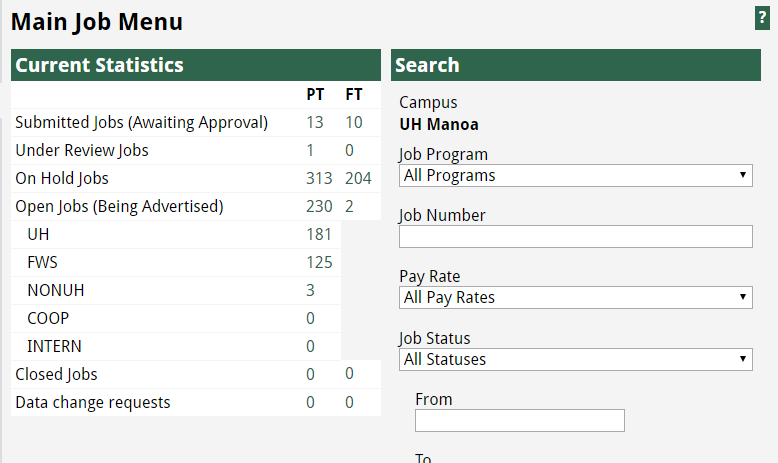 Main Job Menu
?
Current Statistics
PT FT
Submitted Jobs (Awaiting Approval) 13 10
Under Review Jobs 1 0
On Hold Jobs 313 204
Open Jobs (Being Advertised) 230 2
UH 181
FWS 125
NONUH 3
COOP 0
INTERN 0
Closed Jobs 0 0
Data change requests 0 0
Search
Campus
UH Manoa
Job Program
All Programs
Job Number
Pay Rate
All Pay Rates
Job Status
All Statuses
From
To